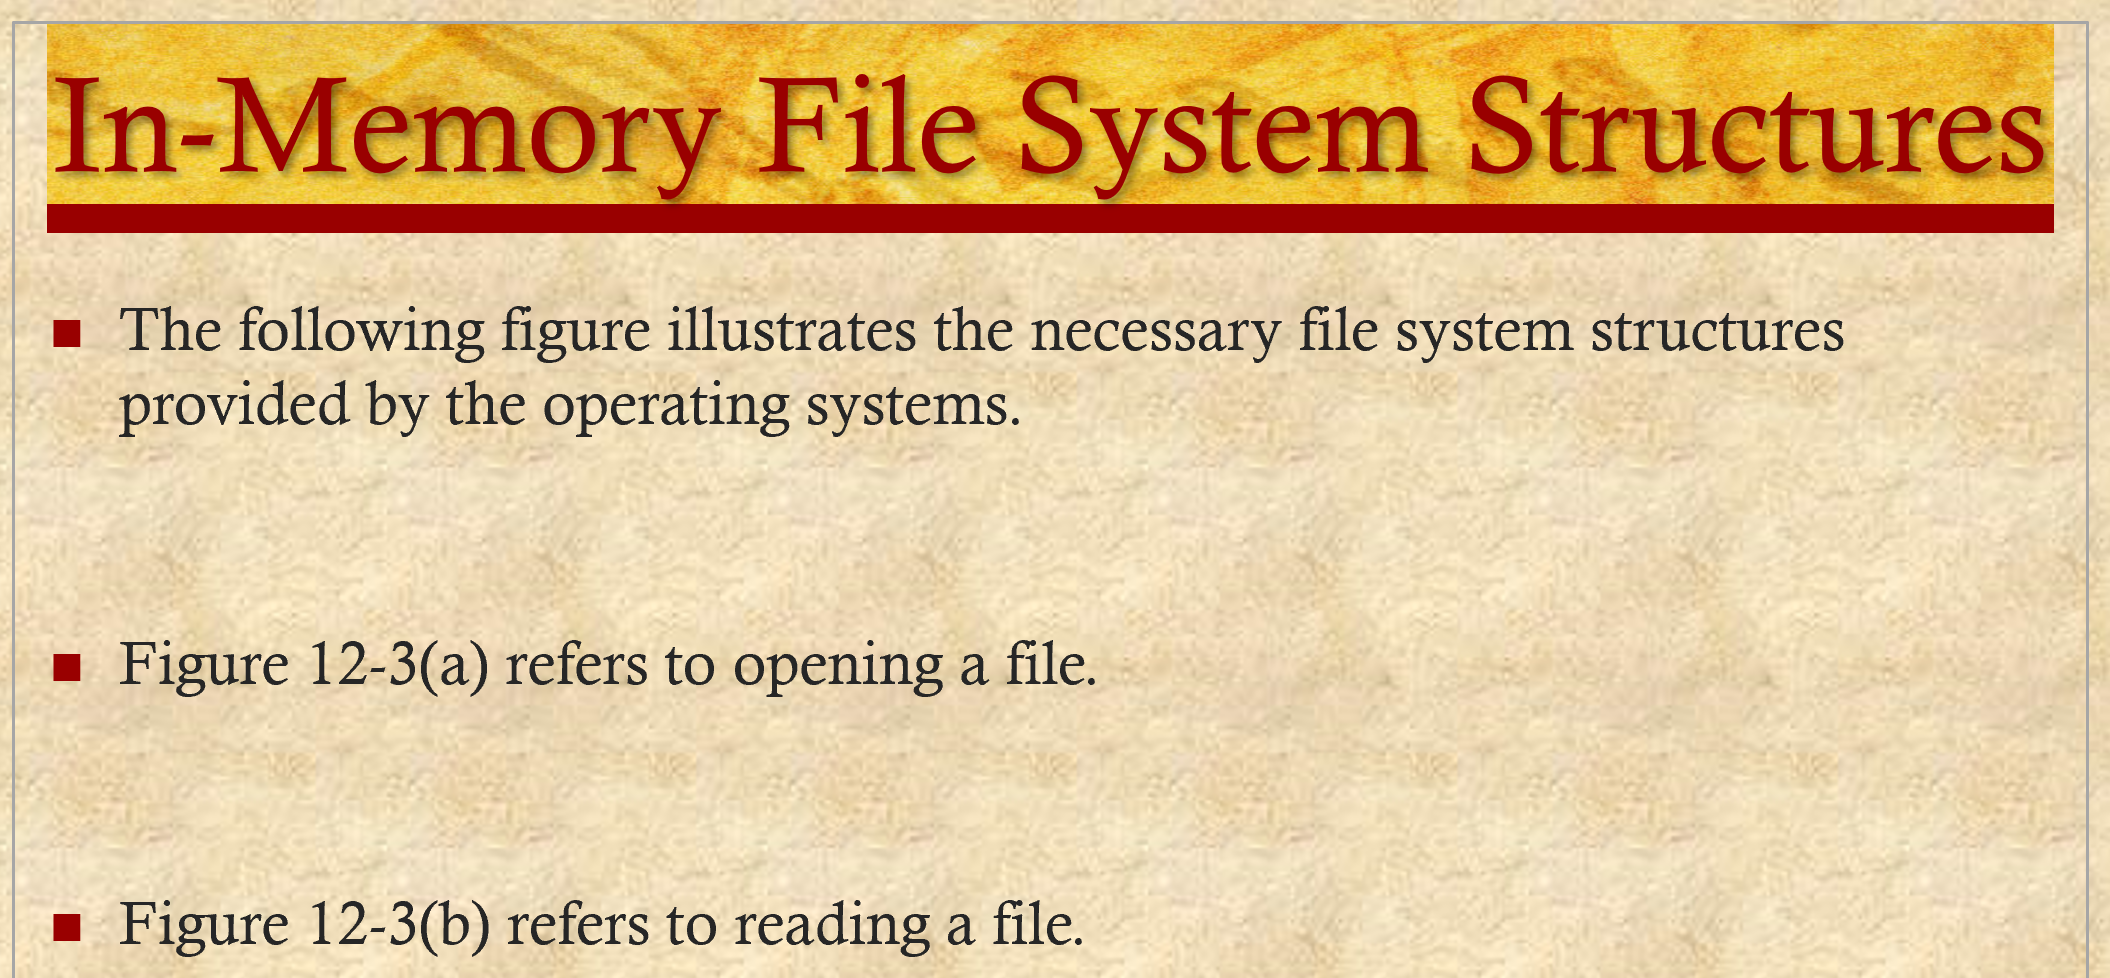 In-Memory File System Structures
The following figure illustrates the necessary file system structures
provided by the operating systems.
Figure 12-3(a) refers to opening a file.
Figure 12-3(b) refers to reading a file.